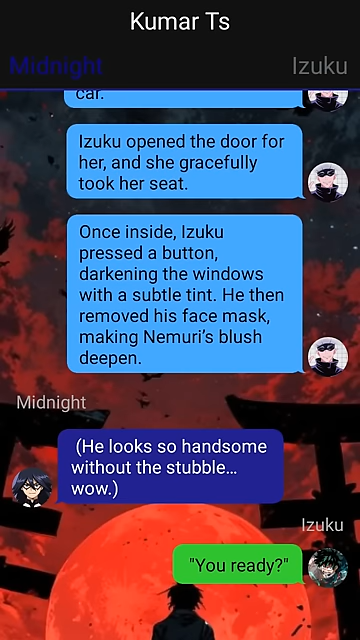 Kumar Ts
Midnight
Izuku
car.
Izuku opened the door for
her, and she gracefully
took her seat.
Once inside, Izuku
pressed a button,
darkening the windows
with a subtle tint. He then
removed his face mask,
making Nemuri’s blush
deepen.
Midnight
(He looks so handsome
without the stubble…
wow.)
Izuku
"You ready?"